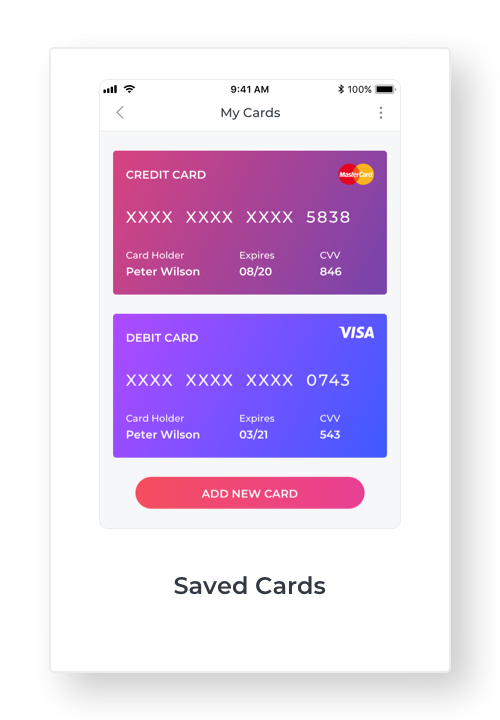 9:41 AM 100%
My Cards
CREDIT CARD MasterCard
XXXX XXXX XXXX 5838
Card Holder Expires CVV
Peter Wilson 08/20 846
DEBIT CARD VISA
XXXX XXXX XXXX 0743
Card Holder Expires CVV
Peter Wilson 03/21 543
ADD NEW CARD
Saved Cards